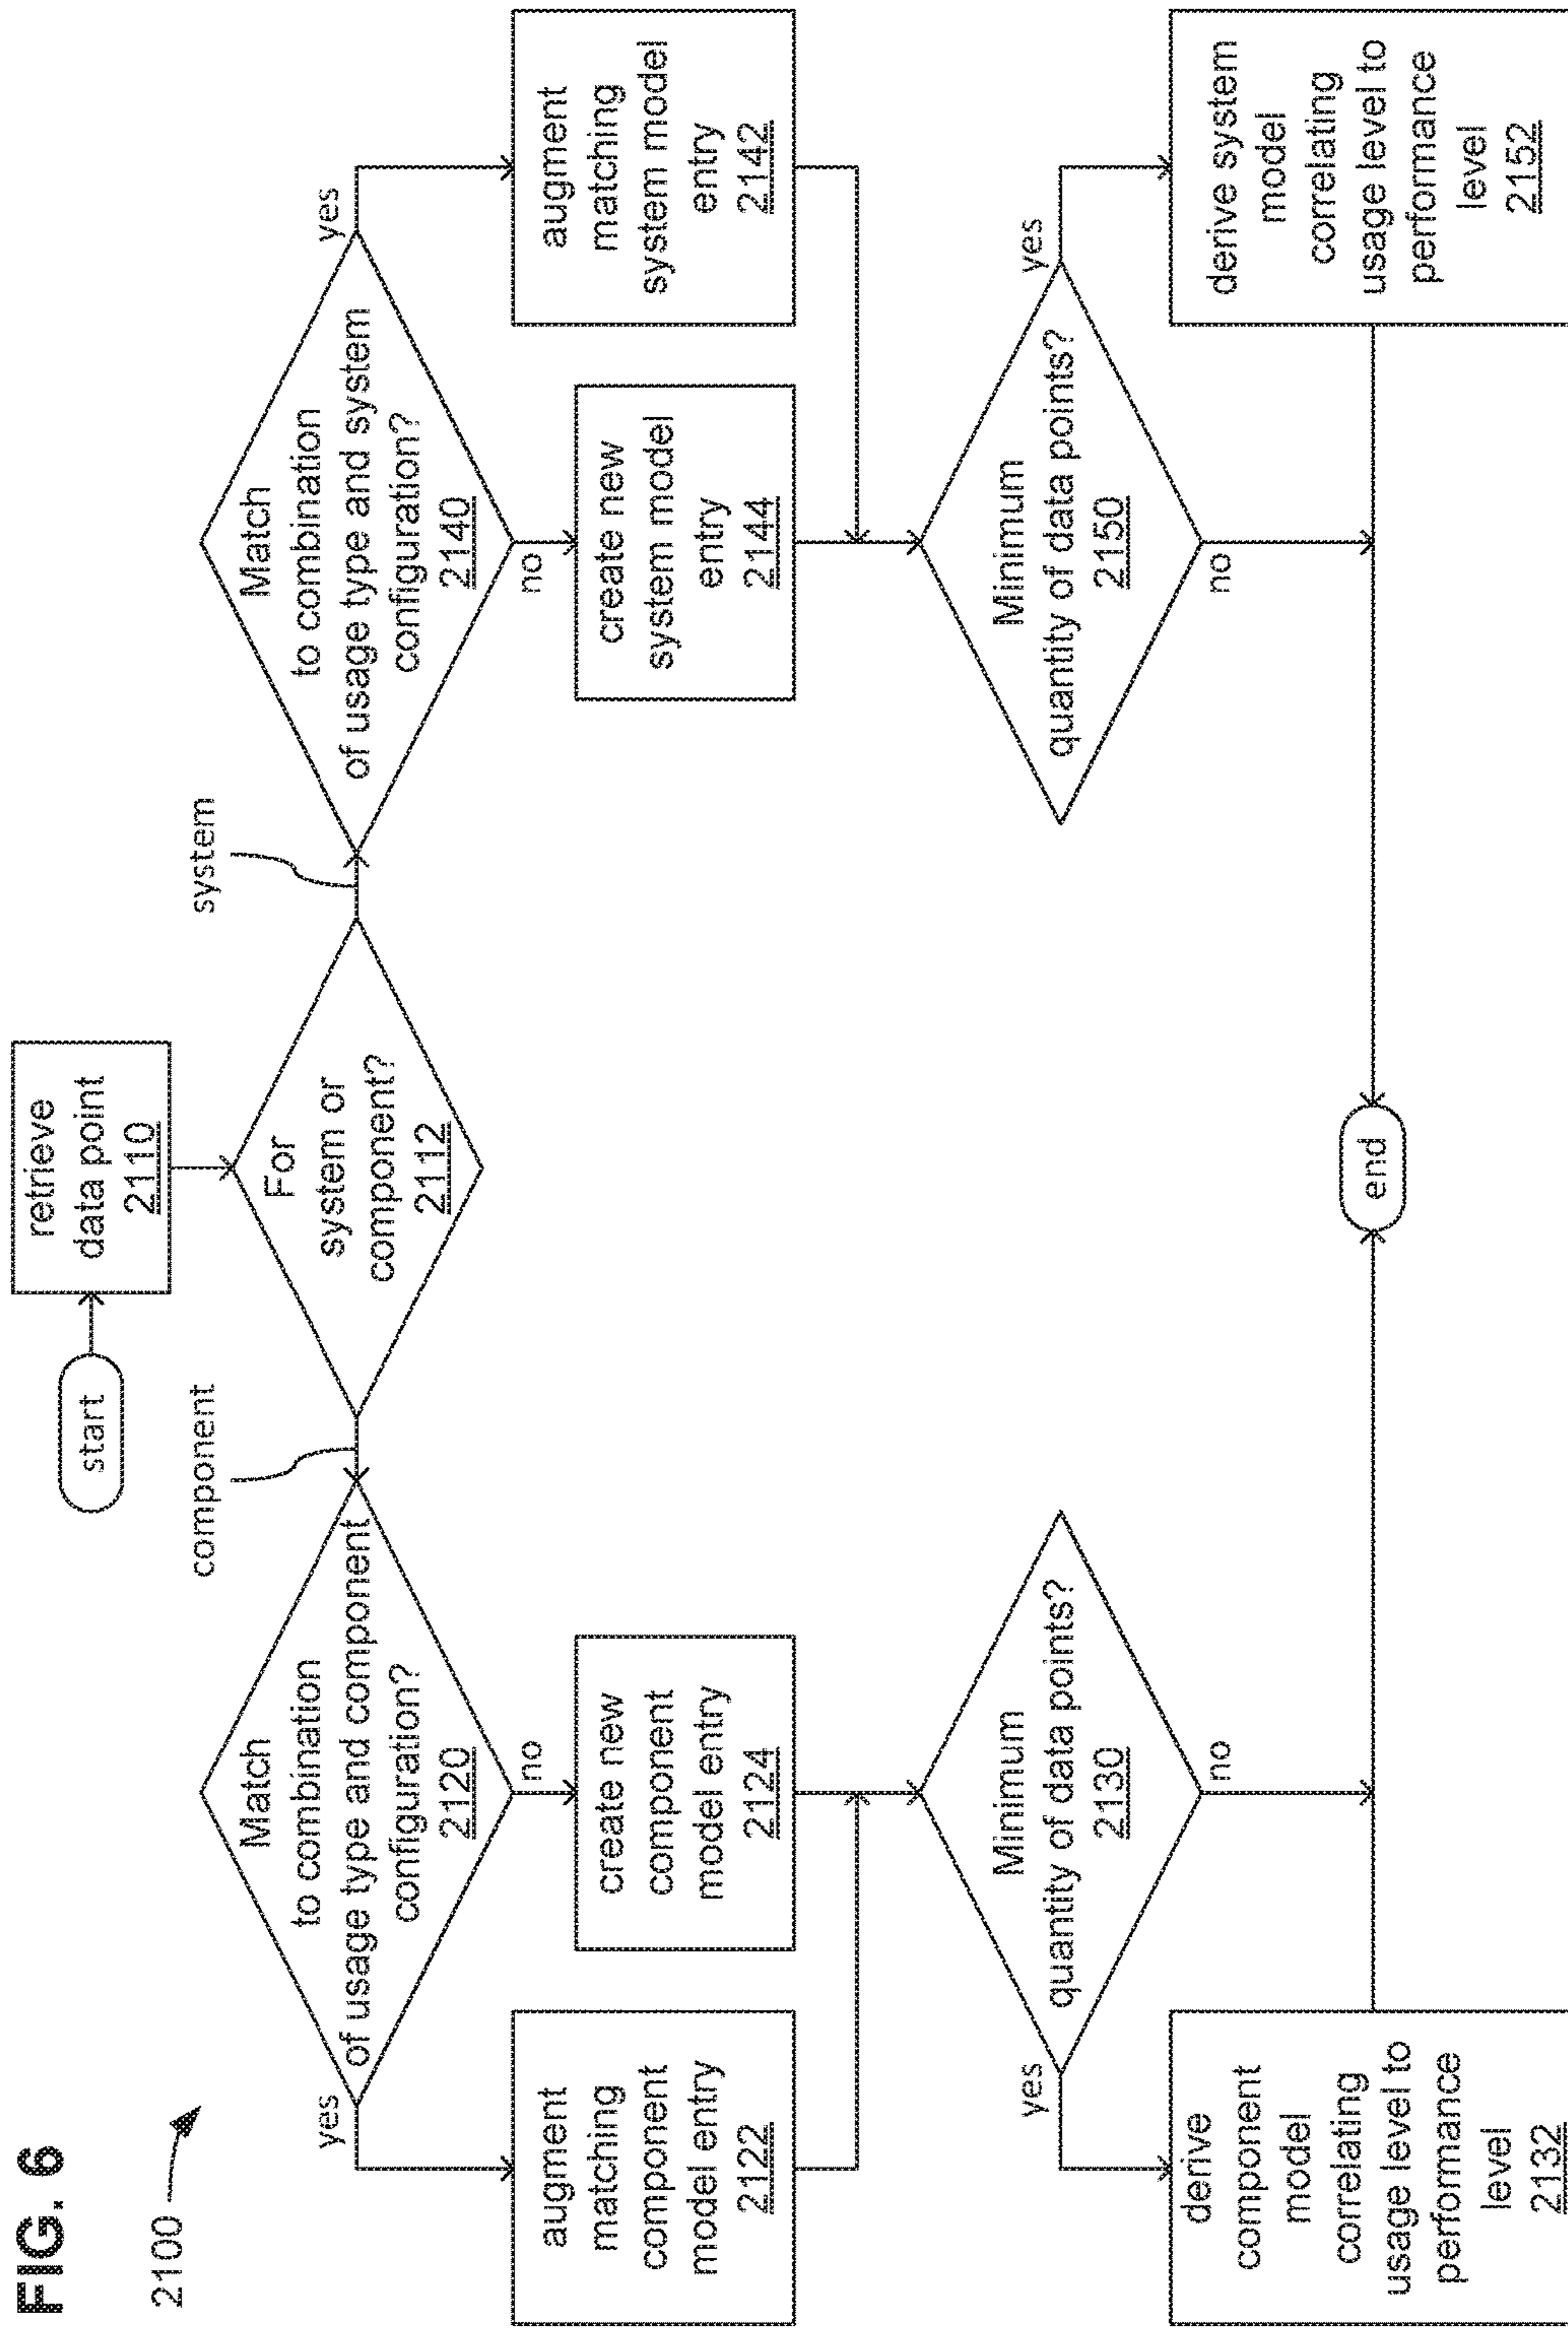 FIG. 6
2100
start
retrieve
data point
2110
For
system or
component?
2112
component
system
Match
to combination
of usage type and component
configuration?
2120
yes
no
augment
matching
component
model entry
2122
create new
component
model entry
2124
Minimum
quantity of data points?
2130
yes
no
derive
component
model
correlating
usage level to
performance
level
2132
Match
to combination
of usage type and system
configuration?
2140
yes
no
augment
matching
system model
entry
2142
create new
system model
entry
2144
Minimum
quantity of data points?
2150
yes
no
derive system
model
correlating
usage level to
performance
level
2152
end